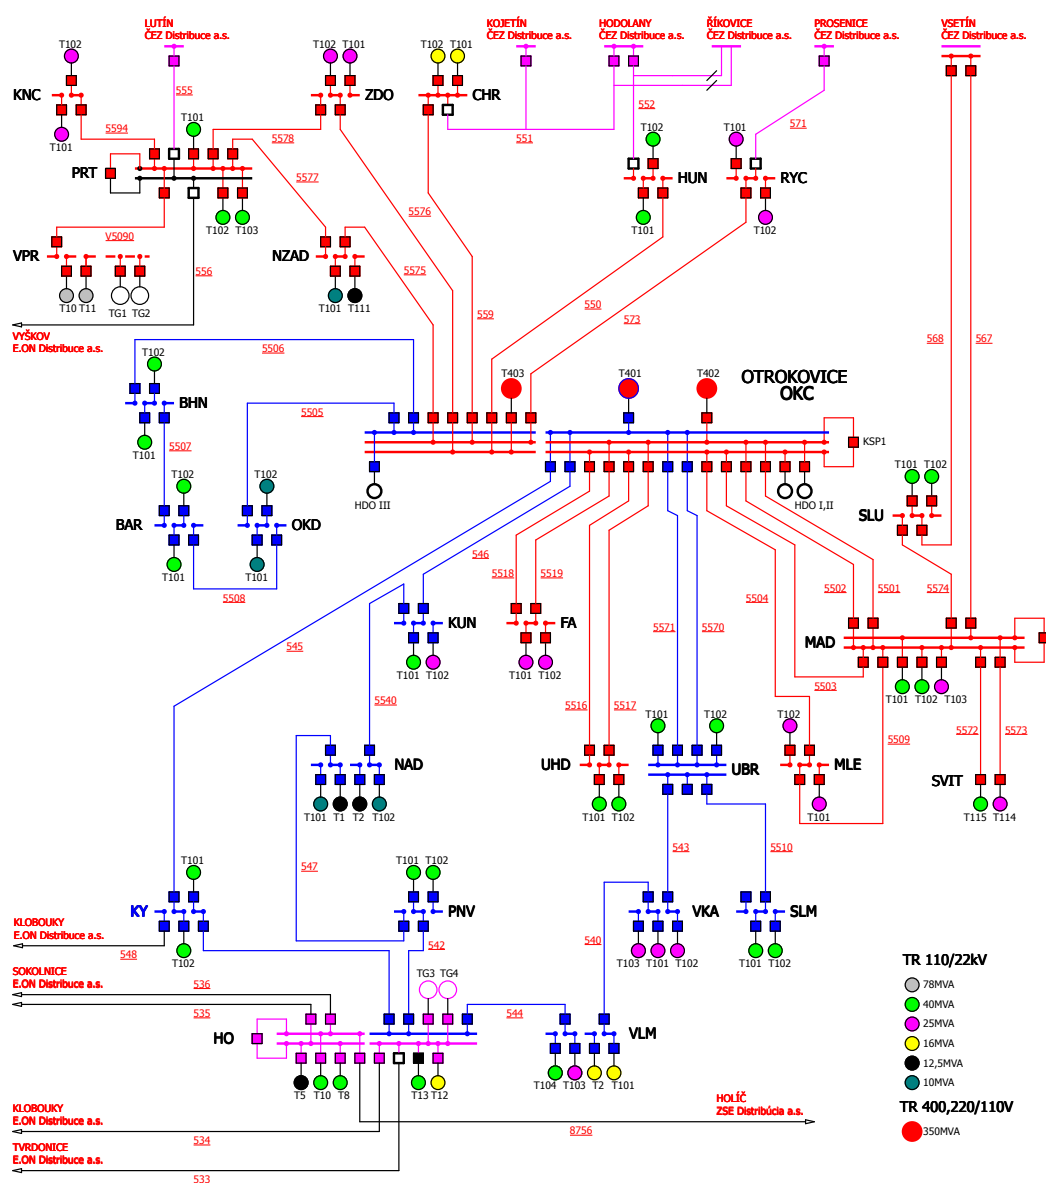 LUTÍN
ČEZ Distribuce a.s.
KOJETÍN
ČEZ Distribuce a.s.
HODOLANY
ČEZ Distribuce a.s.
ŘÍKOVICE
ČEZ Distribuce a.s.
PROSENICE
ČEZ Distribuce a.s.
VSETÍN
ČEZ Distribuce a.s.
T102
T102
T101
T102
T101
KNC
555
ZDO
CHR
552
571
5594
T101
T101
5578
551
T102
T101
PRT
5577
HUN
RYC
5576
T102
T103
T101
T102
V5090
VPR
556
NZAD
5575
T10
T11
TG1
TG2
T101
T111
559
550
573
568
567
VYŠKOV
E.ON Distribuce a.s.
5506
T102
T403
T401
T402
OTROKOVICE
OKC
BHN
5505
T101
5507
KSP1
T102
T102
HDO III
HDO I,II
T101
T102
BAR
OKD
SLU
T101
T101
546
5518
5519
5504
5502
5501
5574
5508
KUN
FA
5571
5570
MAD
545
T101
T102
T101
T102
5503
T101
T102
T103
5540
5516
5517
T101
T102
T102
5509
5572
5573
NAD
UHD
UBR
MLE
SVIT
T101
T1
T2
T102
T101
T102
T101
T115
T114
547
543
5510
T101
T101
T102
KY
PNV
VKA
SLM
KLOBOUKY
E.ON Distribuce a.s.
548
T102
542
540
T103
T101
T102
T101
T102
SOKOLNICE
E.ON Distribuce a.s.
536
535
TG3
TG4
544
HO
VLM
T5
T10
T8
T13
T12
T104
T103
T2
T101
TR 110/22kV
78MVA
40MVA
25MVA
16MVA
12,5MVA
10MVA
TR 400,220/110V
350MVA
KLOBOUKY
E.ON Distribuce a.s.
534
HOLÍČ
ZSE Distribúcia a.s.
8756
TVRDONICE
E.ON Distribuce a.s.
533